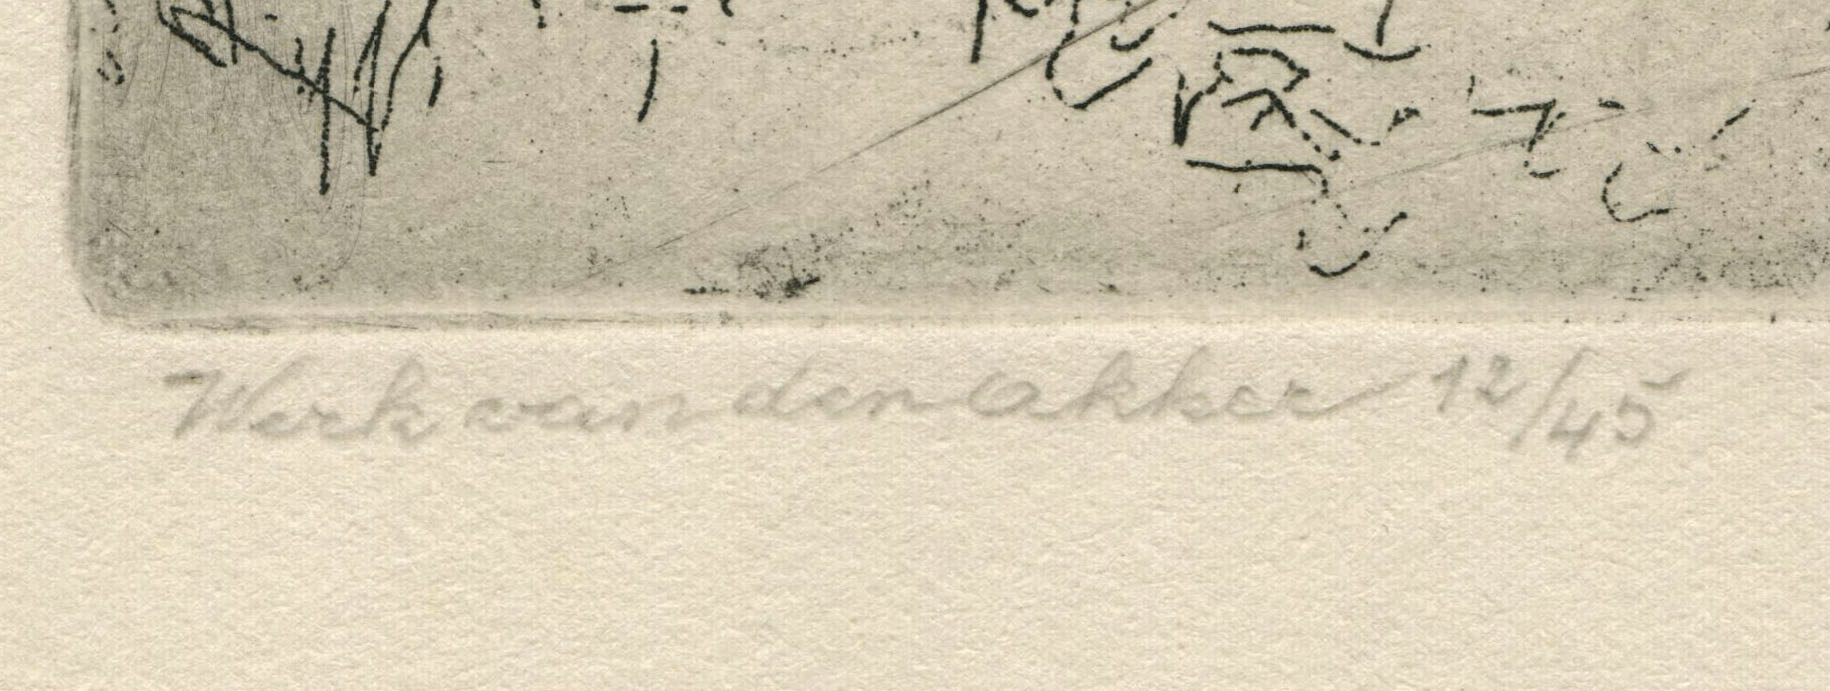 Werk van den akker 12/45